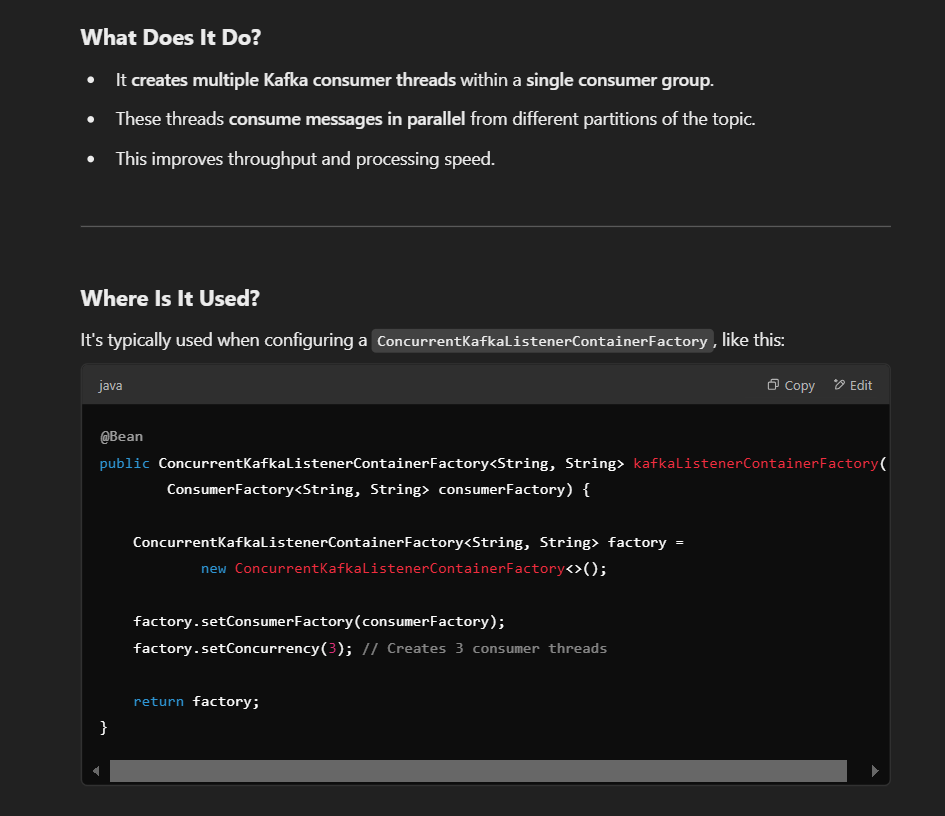 What Does It Do?
• It creates multiple Kafka consumer threads within a single consumer group.
• These threads consume messages in parallel from different partitions of the topic.
• This improves throughput and processing speed.
Where Is It Used?
It's typically used when configuring a ConcurrentKafkaListenerContainerFactory, like this:
java Copy Edit
@Bean
public ConcurrentKafkaListenerContainerFactory<String, String> kafkaListenerContainerFactory(
        ConsumerFactory<String, String> consumerFactory) {
    ConcurrentKafkaListenerContainerFactory<String, String> factory =
            new ConcurrentKafkaListenerContainerFactory<>();
    factory.setConsumerFactory(consumerFactory);
    factory.setConcurrency(3); // Creates 3 consumer threads
    return factory;
}